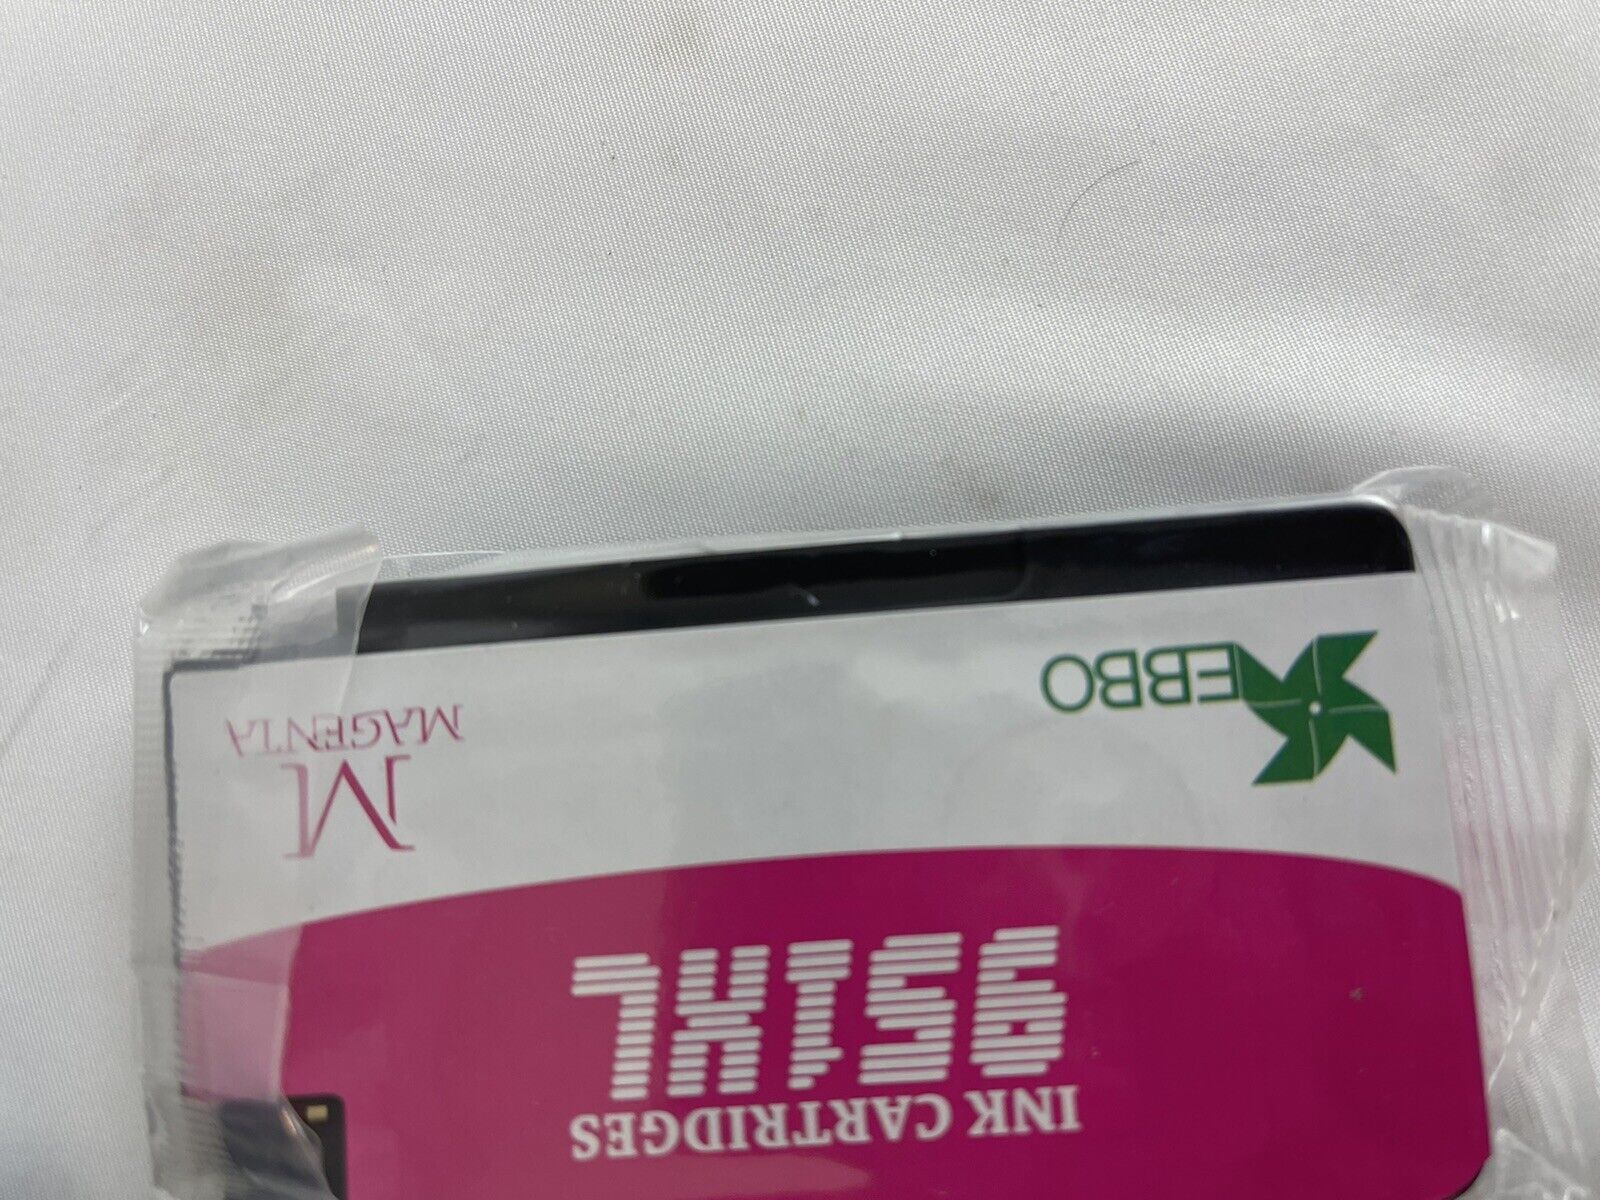 INK CARTRIDGES
951XL
EBBO
M
MAGENTA